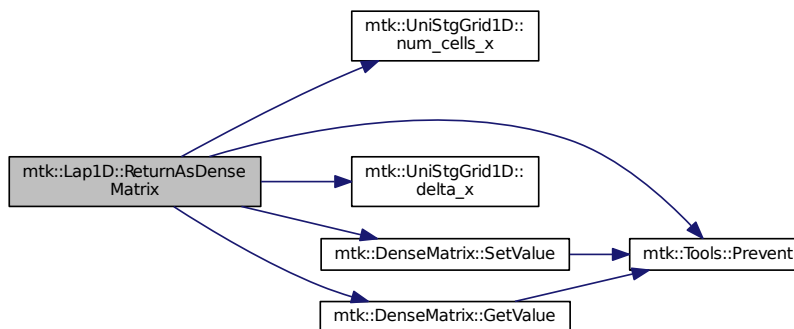 mtk::UniStgGrid1D::
num_cells_x
mtk::Lap1D::ReturnAsDense
Matrix
mtk::UniStgGrid1D::
delta_x
mtk::DenseMatrix::SetValue
mtk::Tools::Prevent
mtk::DenseMatrix::GetValue